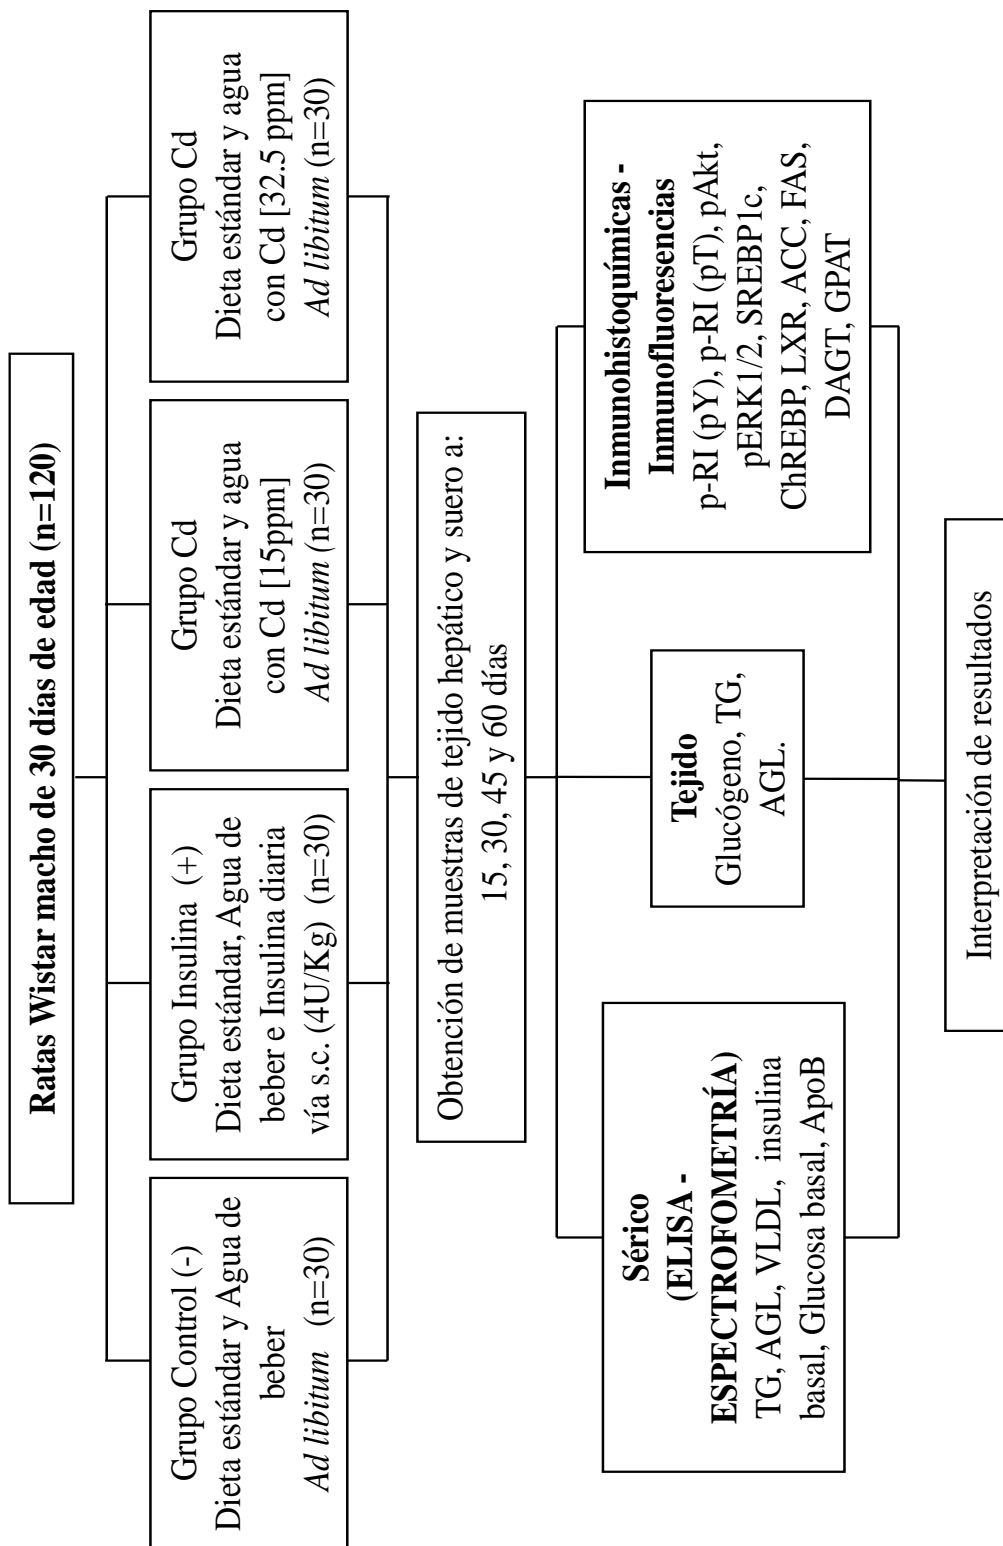 Ratas Wistar macho de 30 días de edad (n=120)
Grupo Control (-)
Dieta estándar y Agua de
beber
Ad libitum (n=30)
Grupo Insulina (+)
Dieta estándar, Agua de
beber e Insulina diaria
vía s.c. (4U/Kg) (n=30)
Grupo Cd
Dieta estándar y agua
con Cd [15ppm]
Ad libitum (n=30)
Grupo Cd
Dieta estándar y agua
con Cd [32.5 ppm]
Ad libitum (n=30)
Obtención de muestras de tejido hepático y suero a:
15, 30, 45 y 60 días
Sérico
(ELISA -
ESPECTROFOMETRÍA)
TG, AGL, VLDL, insulina
basal, Glucosa basal, ApoB
Tejido
Glucógeno, TG,
AGL.
Inmunohistoquímicas -
Inmunofluoresencias
p-RI (pY), p-RI (pT), pAkt,
pERK1/2, SREBP1c,
ChREBP, LXR, ACC, FAS,
DAGT, GPAT
Interpretación de resultados